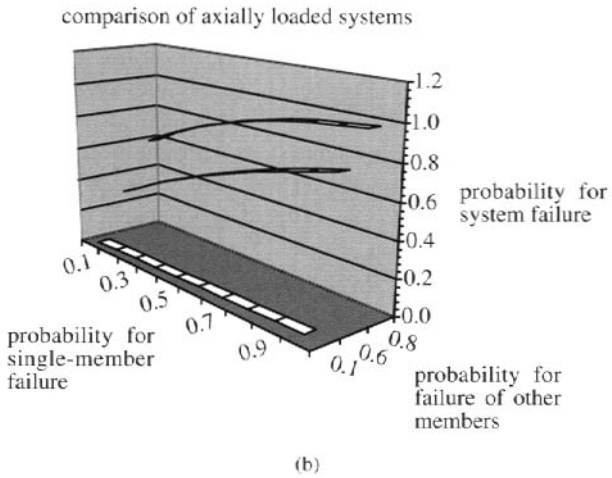 comparison of axially loaded systems
1.2
1.0
0.8
0.6
0.4
0.2
0.0
probability for
system failure
0.1
0.3
0.5
0.7
0.9
probability for
single-member
failure
0.8
0.6
0.1
probability for
failure of other
members
(b)